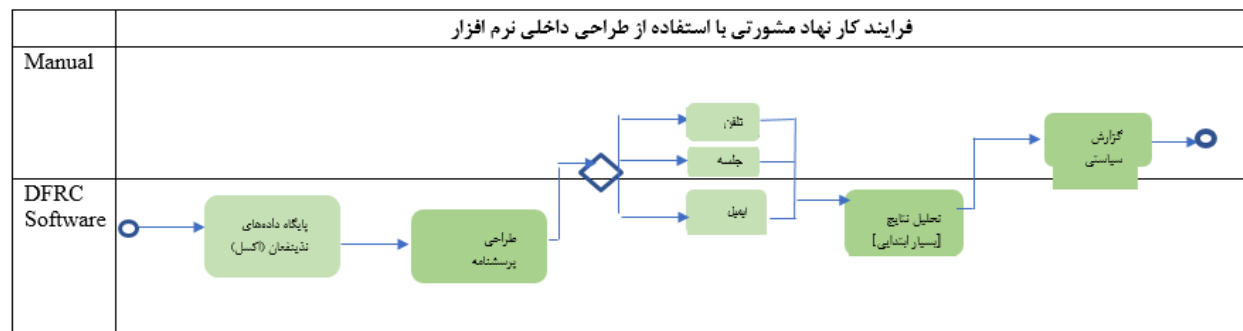 فرایند کار نهاد مشورتی با استفاده از طراحی داخلی نرم افزار
Manual
تلفن
جلسه
گزارش
سیاستی
DFRC
Software
پایگاه داده‌های
نذینفعان (اکسل)
طراحی
پرسشنامه
ایمیل
تحلیل نتایج
[بسیار ابتدایی]